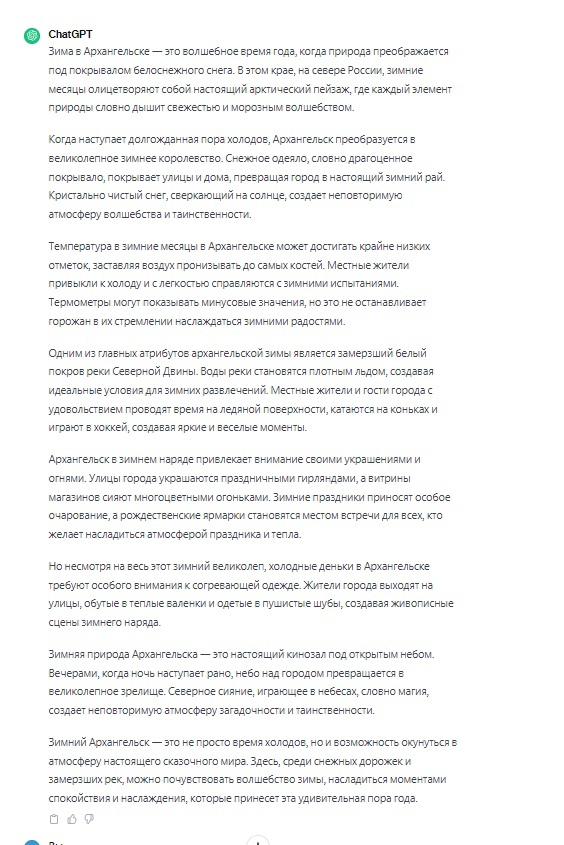 ChatGPT
Зима в Архангельске — это волшебное время года, когда природа преображается
под покрывалом белоснежного снега. В этом крае, на севере России, зимние
месяцы олицетворяют собой настоящий арктический пейзаж, где каждый элемент
природы словно дышит свежестью и морозным волшебством.
Когда наступает долгожданная пора холодов, Архангельск преобразуется в
великолепное зимнее королевство. Снежное одеяло, словно драгоценное
покрывало, покрывает улицы и дома, превращая город в настоящий зимний рай.
Кристально чистый снег, сверкающий на солнце, создает неповторимую
атмосферу волшебства и таинственности.
Температура в зимние месяцы в Архангельске может достигать крайне низких
отметок, заставляя воздух пронизывать до самых костей. Местные жители
привыкли к холоду и с легкостью справляются с зимними испытаниями.
Термометры могут показывать минусовые значения, но это не останавливает
горожан в их стремлении наслаждаться зимними радостями.
Одним из главных атрибутов архангельской зимы является замерзший белый
покров реки Северной Двины. Воды реки становятся плотным льдом, создавая
идеальные условия для зимних развлечений. Местные жители и гости города с
удовольствием проводят время на ледяной поверхности, катаются на коньках и
играют в хоккей, создавая яркие и веселые моменты.
Архангельск в зимнем наряде привлекает внимание своими украшениями и
огнями. Улицы города украшаются праздничными гирляндами, а витрины
магазинов сияют многоцветными огоньками. Зимние праздники приносят особое
очарование, а рождественские ярмарки становятся местом встречи для всех, кто
желает насладиться атмосферой праздника и тепла.
Но несмотря на весь этот зимний великолеп, холодные деньки в Архангельске
требуют особого внимания к согревающей одежде. Жители города выходят на
улицы, обутые в теплые валенки и одетые в пушистые шубы, создавая живописные
сцены зимнего наряда.
Зимняя природа Архангельска — это настоящий кинозал под открытым небом.
Вечерами, когда ночь наступает рано, небо над городом превращается в
великолепное зрелище. Северное сияние, играющее в небесах, словно магия,
создает неповторимую атмосферу загадочности и таинственности.
Зимний Архангельск — это не просто время холодов, но и возможность окунуться в
атмосферу настоящего сказочного мира. Здесь, среди снежных дорожек и
замерзших рек, можно почувствовать волшебство зимы, насладиться моментами
спокойствия и наслаждения, которые принесет эта удивительная пора года.